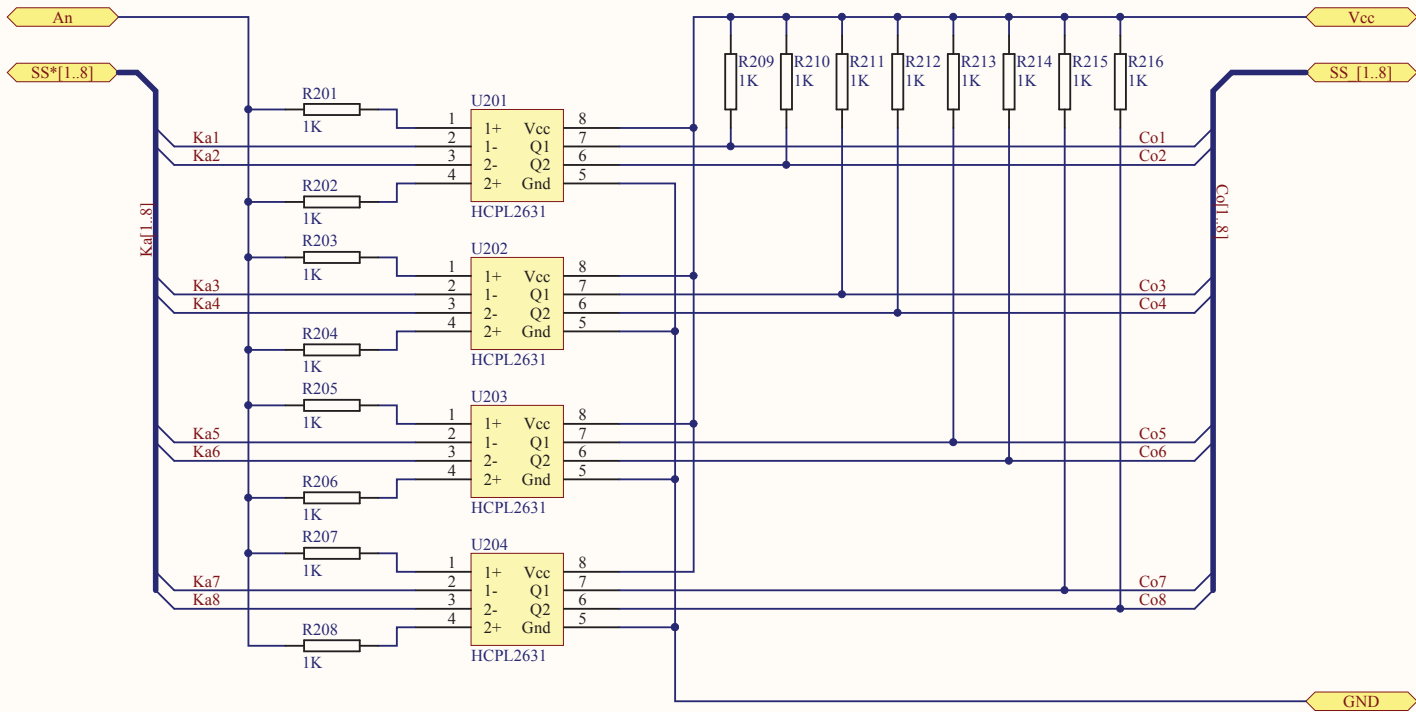 An
Vcc
SS*[1..8]
SS_[1..8]
R209
1K
R210
1K
R211
1K
R212
1K
R213
1K
R214
1K
R215
1K
R216
1K
Ka[1..8]
Co[1..8]
R201
1K
U201
1 1+ Vcc 8
Ka1 2 1- Q1 7 Co1
Ka2 3 2- Q2 6 Co2
4 2+ Gnd 5
HCPL2631
R202
1K
R203
1K
U202
1 1+ Vcc 8
Ka3 2 1- Q1 7 Co3
Ka4 3 2- Q2 6 Co4
4 2+ Gnd 5
HCPL2631
R204
1K
R205
1K
U203
1 1+ Vcc 8
Ka5 2 1- Q1 7 Co5
Ka6 3 2- Q2 6 Co6
4 2+ Gnd 5
HCPL2631
R206
1K
R207
1K
U204
1 1+ Vcc 8
Ka7 2 1- Q1 7 Co7
Ka8 3 2- Q2 6 Co8
4 2+ Gnd 5
HCPL2631
R208
1K
GND